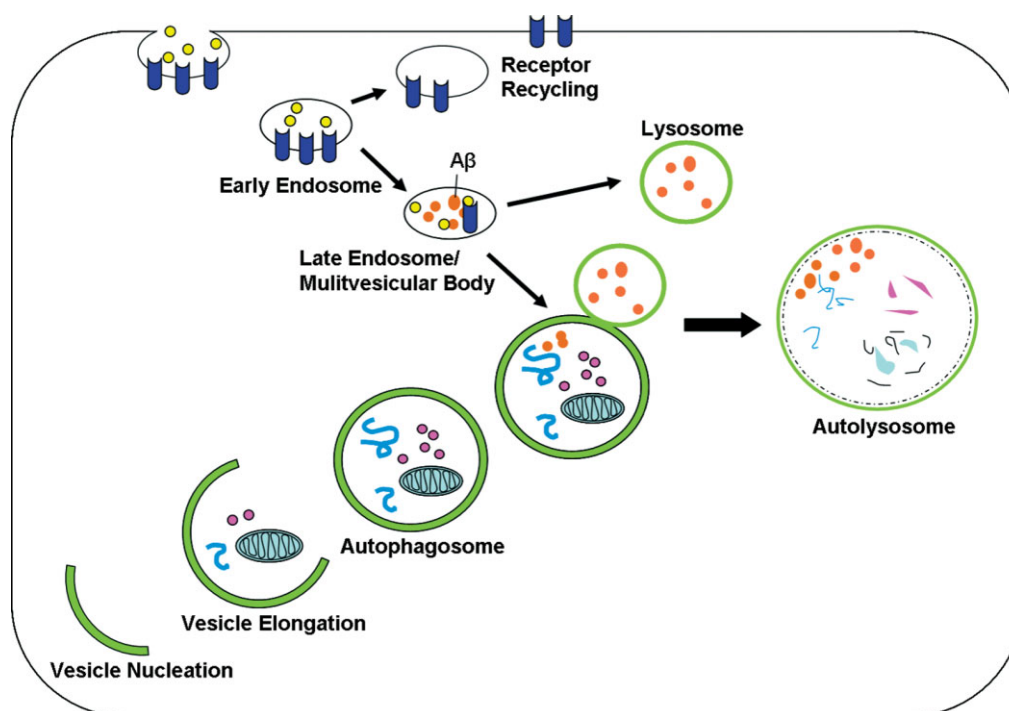 Receptor
Recycling
Early Endosome
Aβ
Lysosome
Late Endosome/
Mulitvesicular Body
Autolysosome
Autophagosome
Vesicle Elongation
Vesicle Nucleation